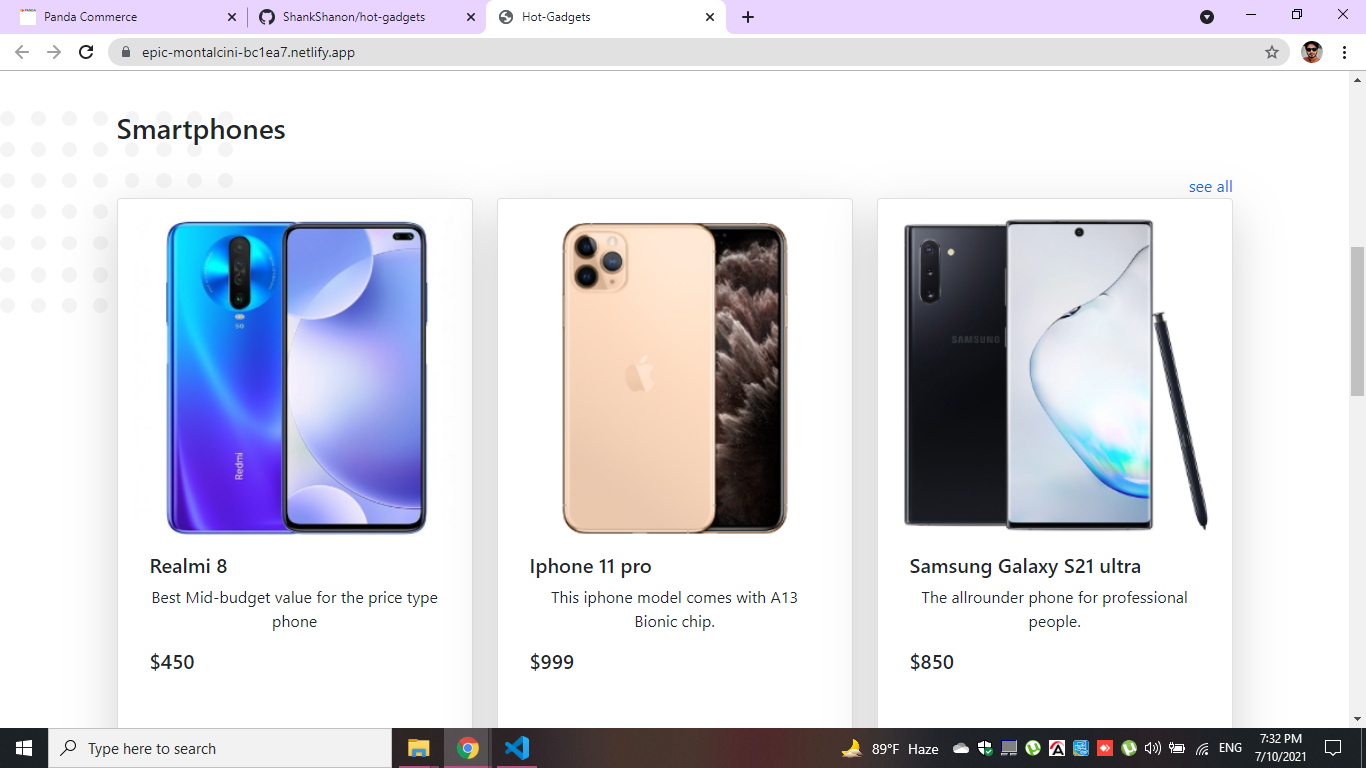 Panda Commerce
ShankShanon/hot-gadgets
Hot-Gadgets
epic-montalcini-bc1ea7.netlify.app
Smartphones
see all
Redmi
SAMSUNG
Realmi 8
Best Mid-budget value for the price type
phone
$450
Iphone 11 pro
This iphone model comes with A13
Bionic chip.
$999
Samsung Galaxy S21 ultra
The allrounder phone for professional
people.
$850
Type here to search
89°F Haze
ENG
7:32 PM
7/10/2021